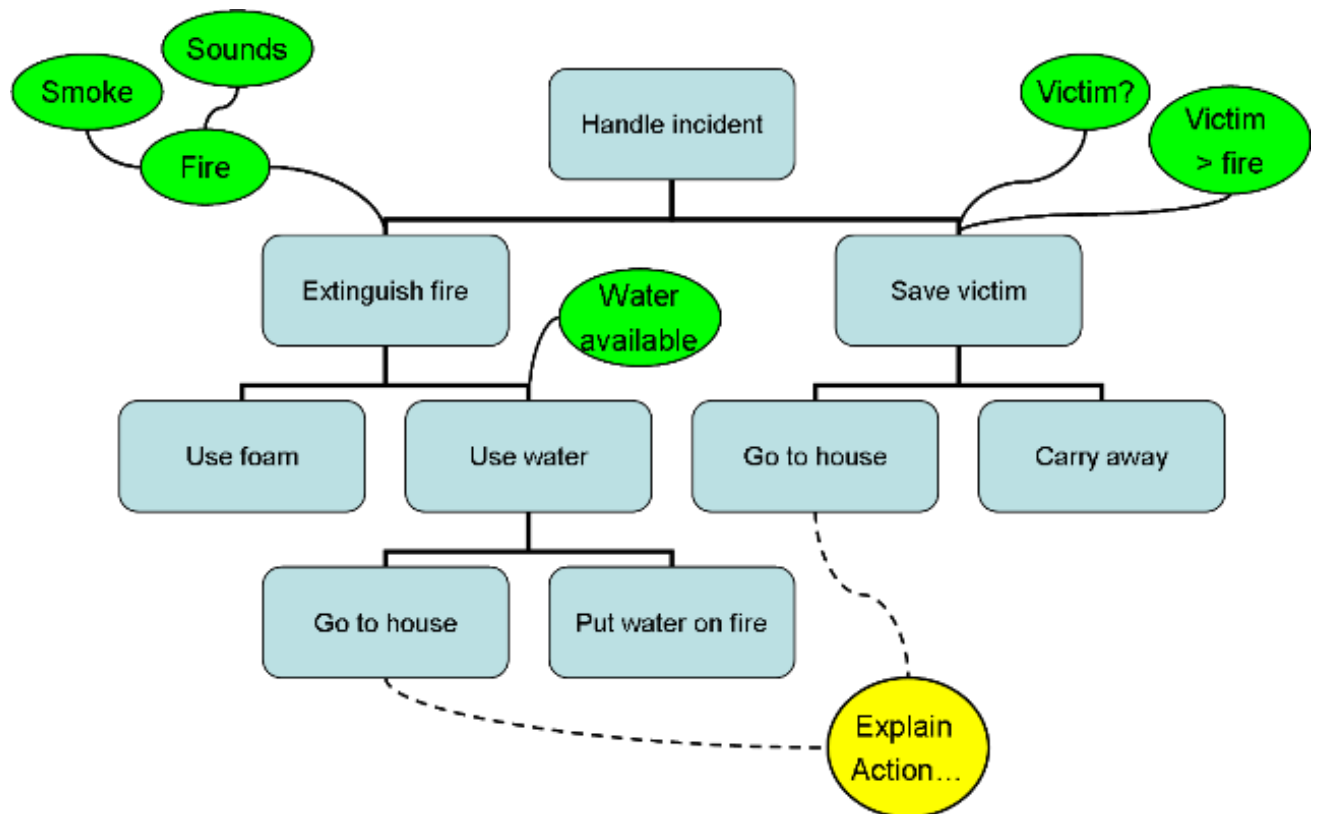 Sounds
Smoke
Victim?
Handle incident
Victim
> fire
Fire
Extinguish fire
Water
available
Save victim
Use foam
Use water
Go to house
Carry away
Go to house
Put water on fire
Explain
Action…